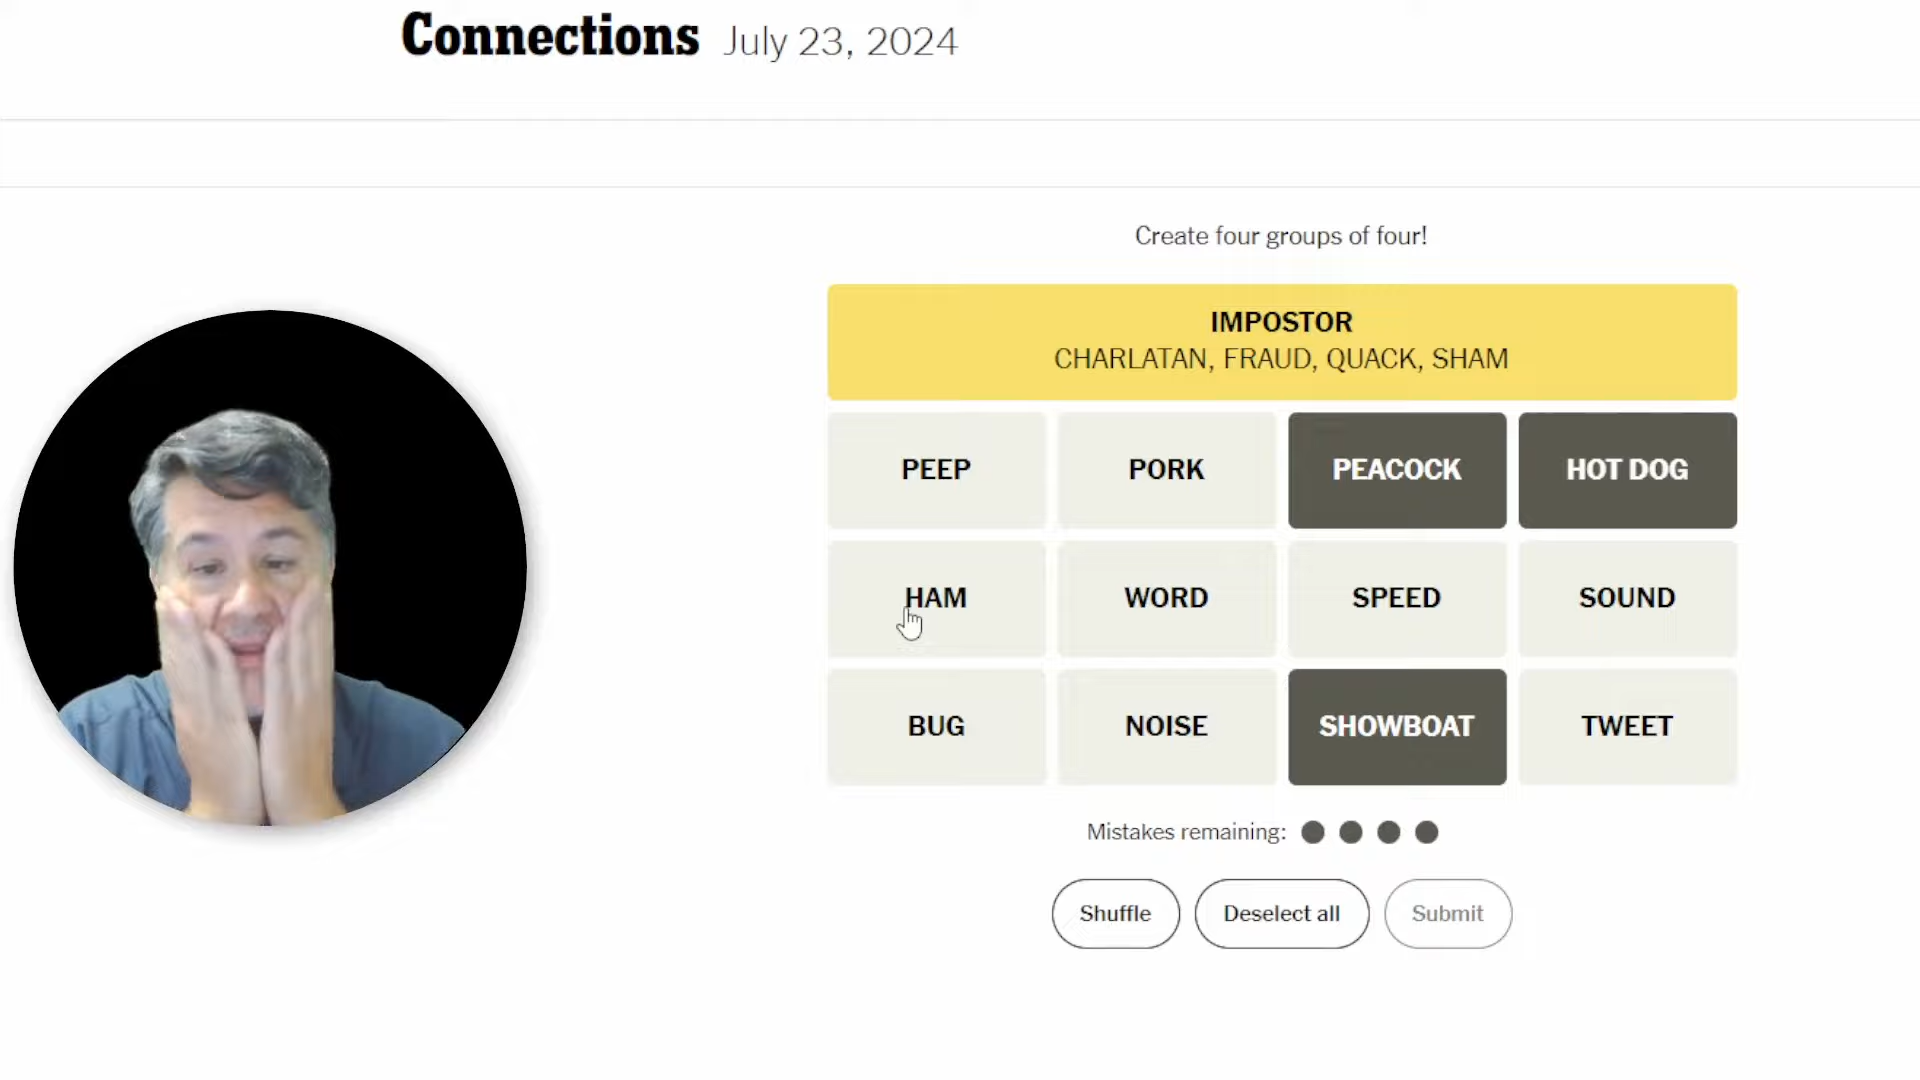 Connections July 23, 2024
Create four groups of four!
IMPOSTOR
CHARLATAN, FRAUD, QUACK, SHAM
PEEP PORK PEACOCK HOT DOG
HAM WORD SPEED SOUND
BUG NOISE SHOWBOAT TWEET
Mistakes remaining:
Shuffle Deselect all Submit